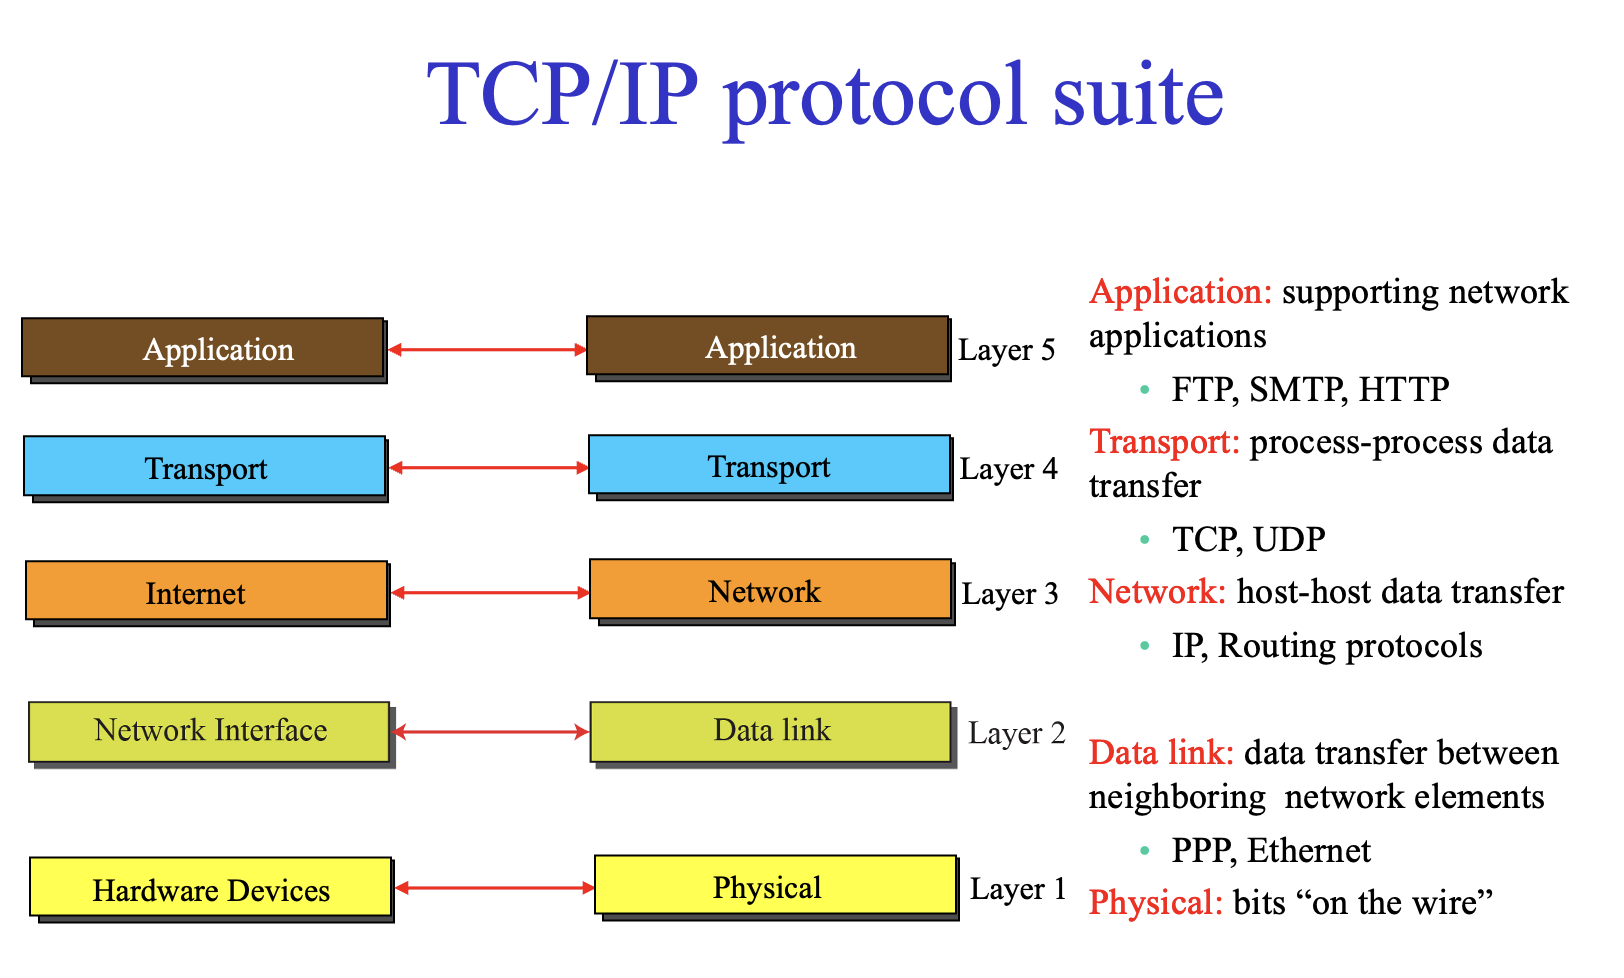 TCP/IP protocol suite
Application
Application
Layer 5
Transport
Transport
Layer 4
Internet
Network
Layer 3
Network Interface
Data link
Layer 2
Hardware Devices
Physical
Layer 1
Application: supporting network
applications
• FTP, SMTP, HTTP
Transport: process-process data
transfer
• TCP, UDP
Network: host-host data transfer
• IP, Routing protocols
Data link: data transfer between
neighboring  network elements
• PPP, Ethernet
Physical: bits “on the wire”